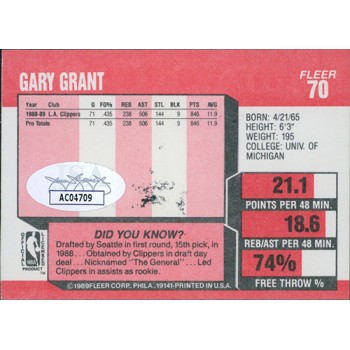 GARY GRANT
FLEER
70
Year Club G FG% REB AST STL BLK PTS AVG
1988-89 L.A. Clippers 71 .435 238 506 144 9 846 11.9
Pro Totals 71 .435 238 506 144 9 846 11.9
BORN: 4/21/65
HEIGHT: 6'3"
WEIGHT: 195
COLLEGE: UNIV. OF
MICHIGAN
AC04709
21.1
POINTS PER 48 MIN.
18.6
REB/AST PER 48 MIN.
74%
FREE THROW %
DID YOU KNOW?
Drafted by Seattle in first round, 15th pick, in
1988 . . . Obtained by Clippers in draft day
deal . . . Nicknamed "The General" . . . Led
Clippers in assists as rookie.
OFFICIAL LICENSED
NBA
PRODUCT
©1989 FLEER CORP., PHILA., 19141-PRINTED IN U.S.A.